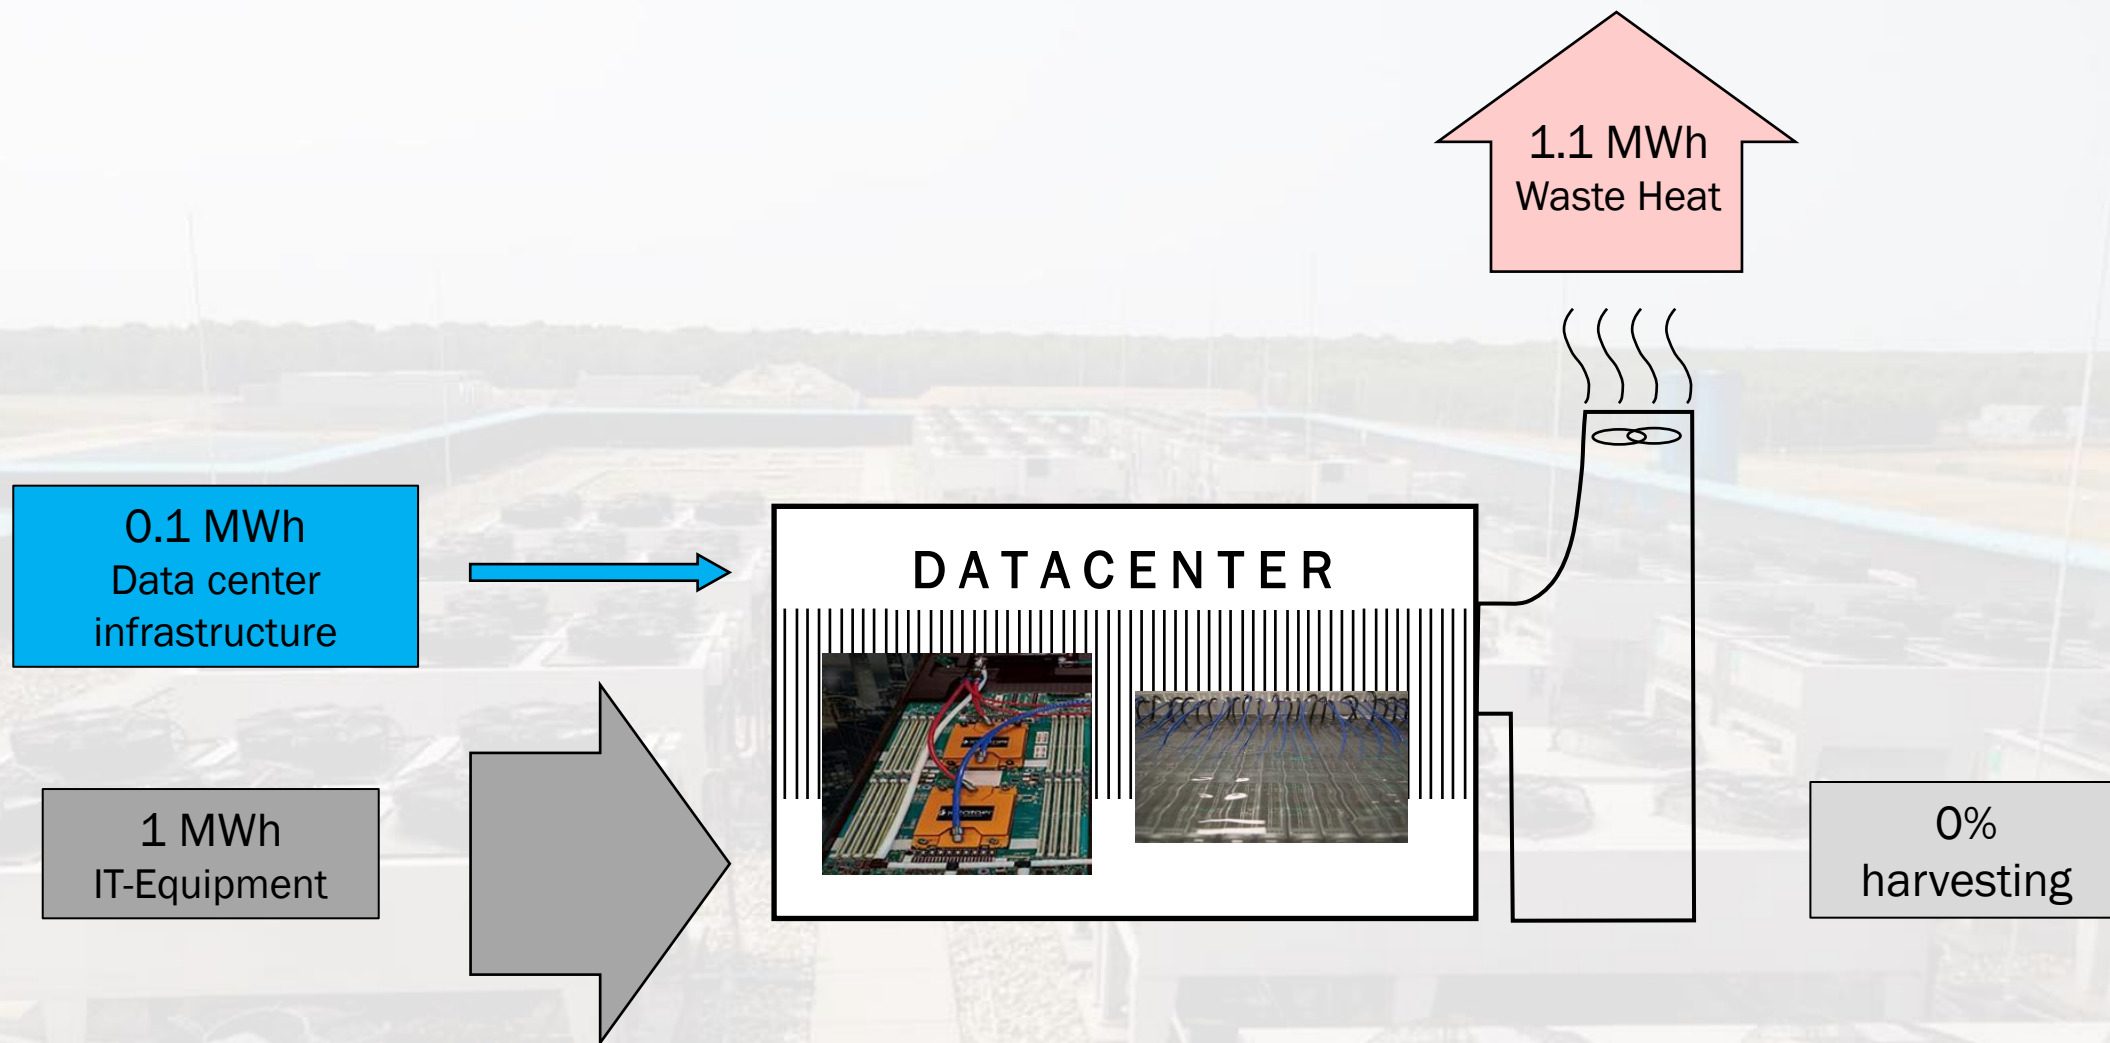 1.1 MWh
Waste Heat
0.1 MWh
Data center
infrastructure
DATACENTER
1 MWh
IT-Equipment
0%
harvesting